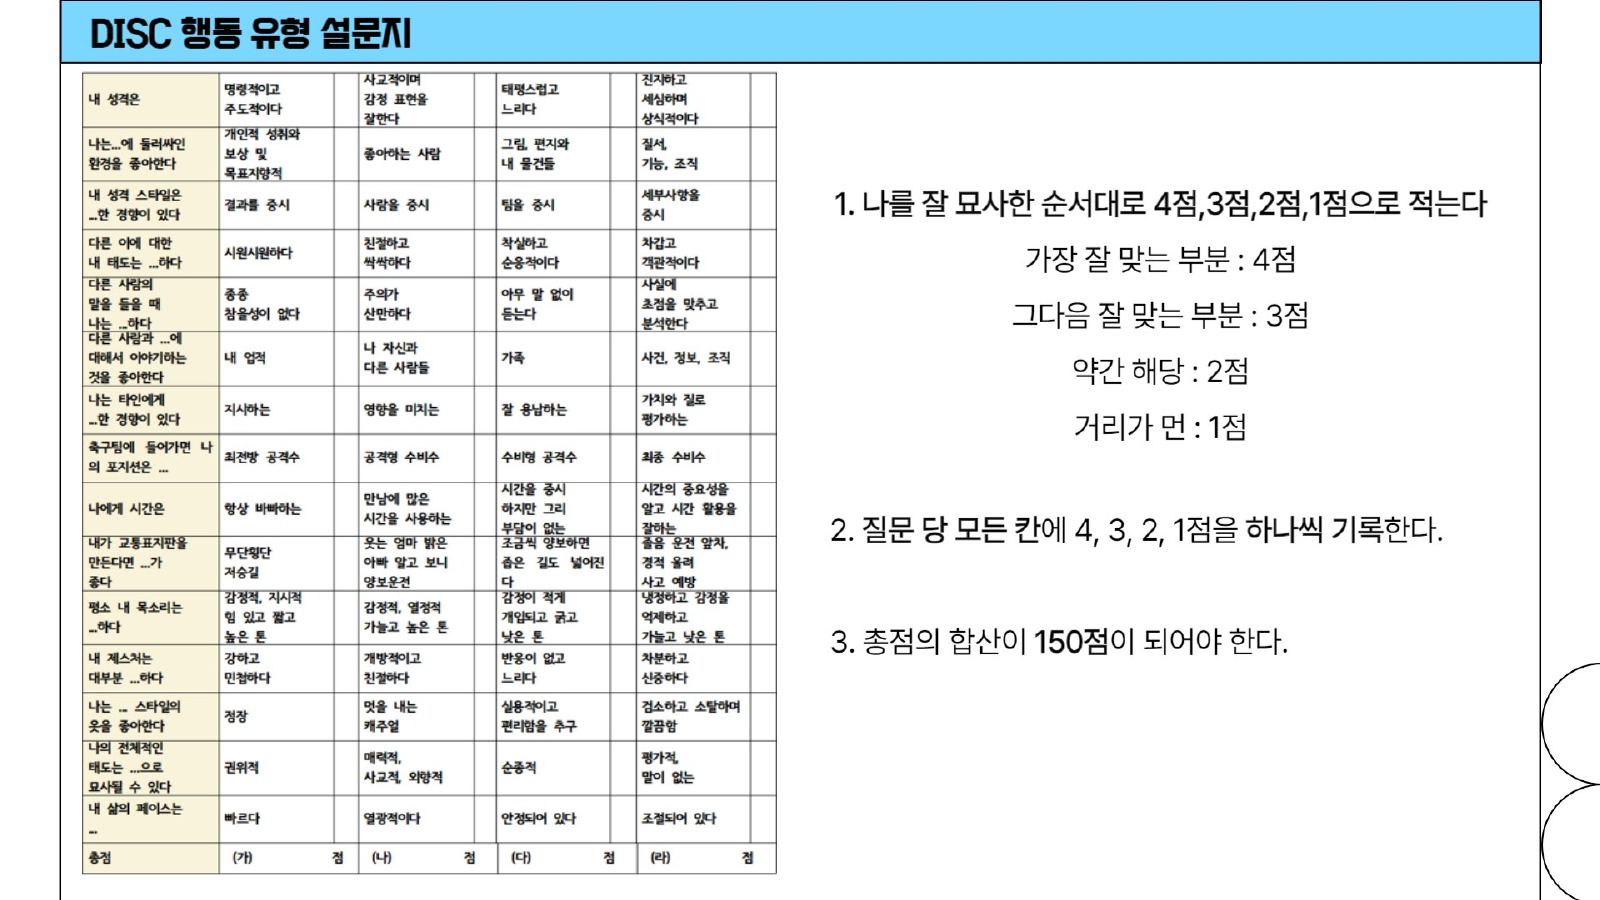 DISC 행동 유형 설문지
내 성격은
명령적이고
주도적이다
사교적이며
감정 표현을
잘한다
태평스럽고
느리다
진지하고
세심하며
상식적이다
나는...에 둘러싸인
환경을 좋아한다
개인적 성취와
보상 및
목표지향적
좋아하는 사람
그림, 편지와
내 물건들
질서,
기능, 조직
내 성격 스타일은
...한 경향이 있다
결과를 중시
사람을 중시
팀을 중시
세부사항을
중시
다른 이에 대한
내 태도는 ...하다
시원시원하다
친절하고
싹싹하다
착실하고
순응적이다
차갑고
객관적이다
다른 사람의
말을 들을 때
나는 ...하다
종종
참을성이 없다
주의가
산만하다
아무 말 없이
듣는다
사실에
초점을 맞추고
분석한다
다른 사람과 ...에
대해서 이야기하는
것을 좋아한다
내 업적
나 자신과
다른 사람들
가족
사건, 정보, 조직
나는 타인에게
...한 경향이 있다
지시하는
영향을 미치는
잘 용납하는
가치와 질로
평가하는
축구팀에 들어가면 나
의 포지션은 ...
최전방 공격수
공격형 수비수
수비형 공격수
최종 수비수
나에게 시간은
항상 바빠하는
만남에 많은
시간을 사용하는
시간을 중시
하지만 그리
부담이 없는
시간의 중요성을
알고 시간 활용을
잘하는
내가 교통표지판을
만든다면 ...가
좋다
무단횡단
저승길
웃는 엄마 밝은
아빠 알고 보니
양보운전
조금씩 양보하면
좁은 길도 넓어진
다
졸음 운전 앞차,
경적 울려
사고 예방
평소 내 목소리는
...하다
감정적, 지시적
힘 있고 짧고
높은 톤
감정적, 열정적
가늘고 높은 톤
감정이 적게
개입되고 굵고
낮은 톤
냉정하고 감정을
억제하고
가늘고 낮은 톤
내 제스처는
대부분 ...하다
강하고
민첩하다
개방적이고
친절하다
반응이 없고
느리다
차분하고
신중하다
나는 ... 스타일의
옷을 좋아한다
정장
멋을 내는
캐주얼
실용적이고
편리함을 추구
검소하고 소탈하며
깔끔함
나의 전체적인
태도는 ...으로
묘사될 수 있다
권위적
매력적,
사교적, 외향적
순종적
평가적,
말이 없는
내 삶의 페이스는
...
빠르다
열광적이다
안정되어 있다
조절되어 있다
총점
(가) 점
(나) 점
(다) 점
(라) 점
1. 나를 잘 묘사한 순서대로 4점,3점,2점,1점으로 적는다
가장 잘 맞는 부분 : 4점
그다음 잘 맞는 부분 : 3점
약간 해당 : 2점
거리가 먼 : 1점
2. 질문 당 모든 칸에 4, 3, 2, 1점을 하나씩 기록한다.
3. 총점의 합산이 150점이 되어야 한다.